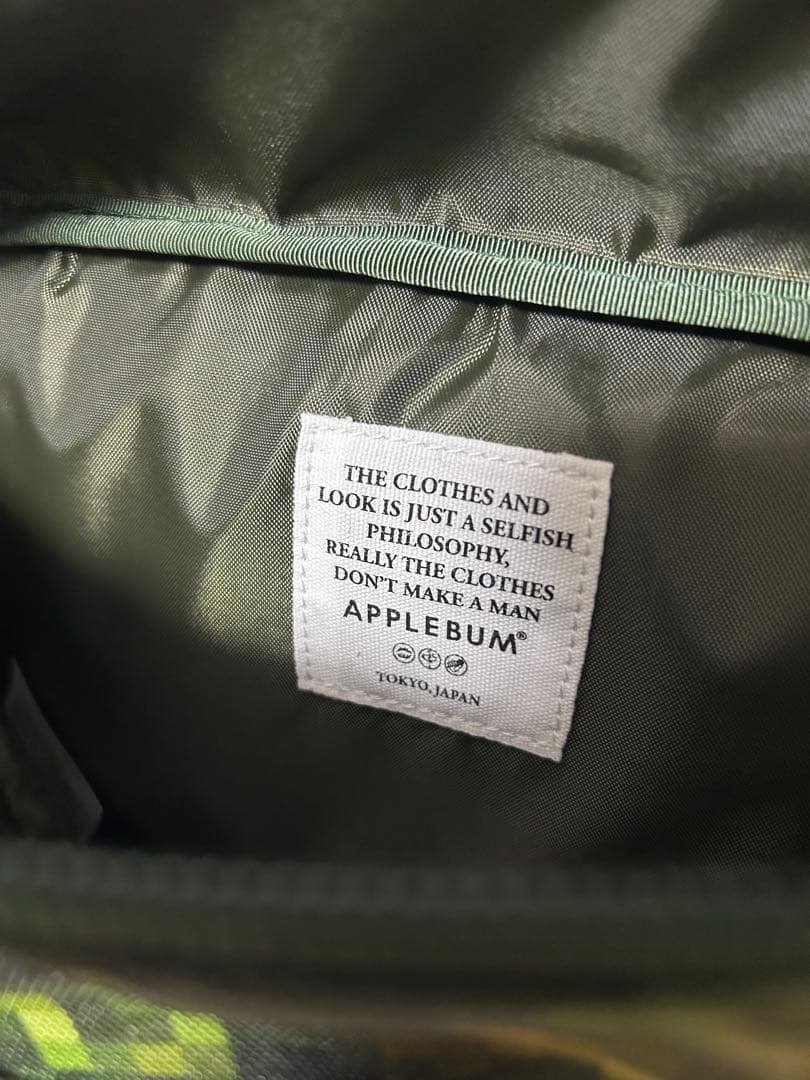 THE CLOTHES AND
LOOK IS JUST A SELFISH
PHILOSOPHY,
REALLY THE CLOTHES
DON'T MAKE A MAN
APPLEBUM®
TOKYO, JAPAN